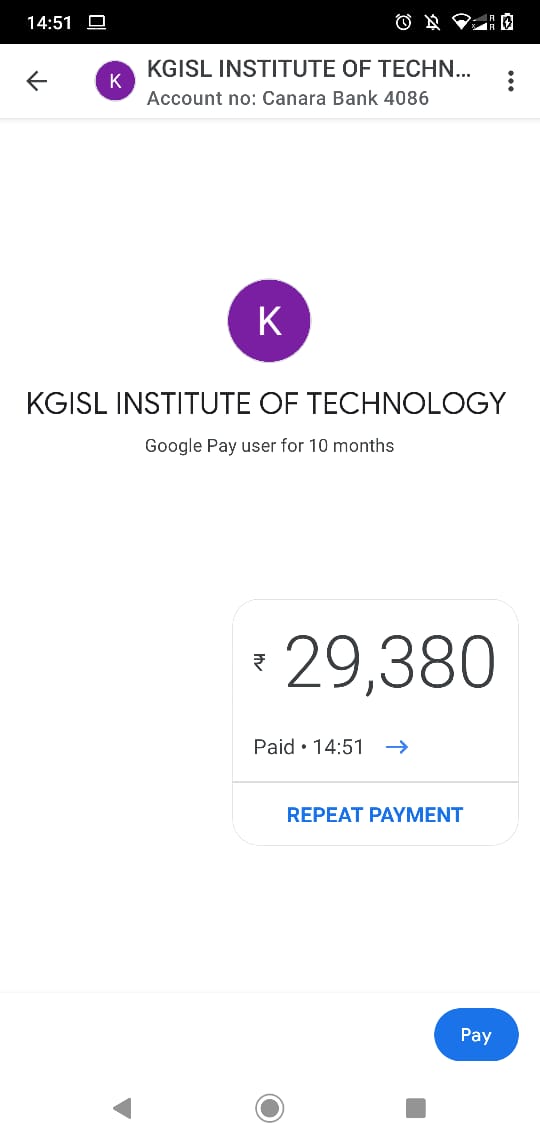 14:51
R
R
KGISL INSTITUTE OF TECHN...
K
Account no: Canara Bank 4086
K
KGISL INSTITUTE OF TECHNOLOGY
Google Pay user for 10 months
₹ 29,380
Paid • 14:51 →
REPEAT PAYMENT
Pay